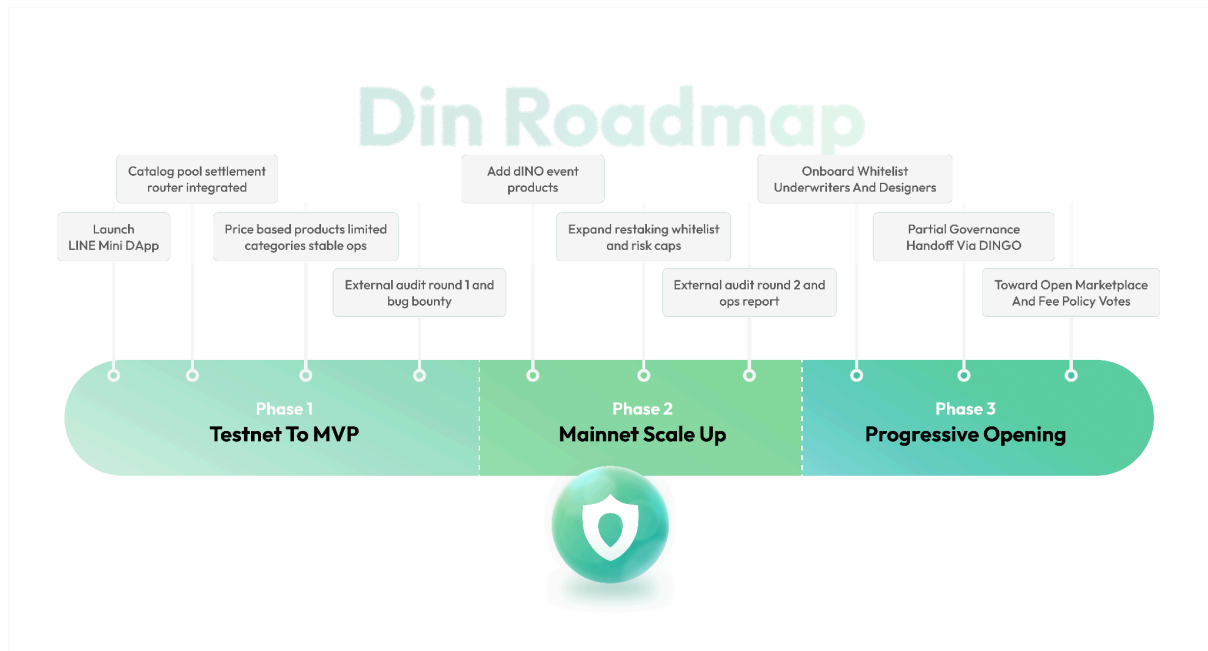 Din Roadmap
Launch
LINE Mini DApp
Catalog pool settlement
router integrated
Price based products limited
categories stable ops
External audit round 1 and
bug bounty
Add dINO event
products
Expand restaking whitelist
and risk caps
External audit round 2 and
ops report
Onboard Whitelist
Underwriters And Designers
Partial Governance
Handoff Via DINGO
Toward Open Marketplace
And Fee Policy Votes
Phase 1
Testnet To MVP
Phase 2
Mainnet Scale Up
Phase 3
Progressive Opening